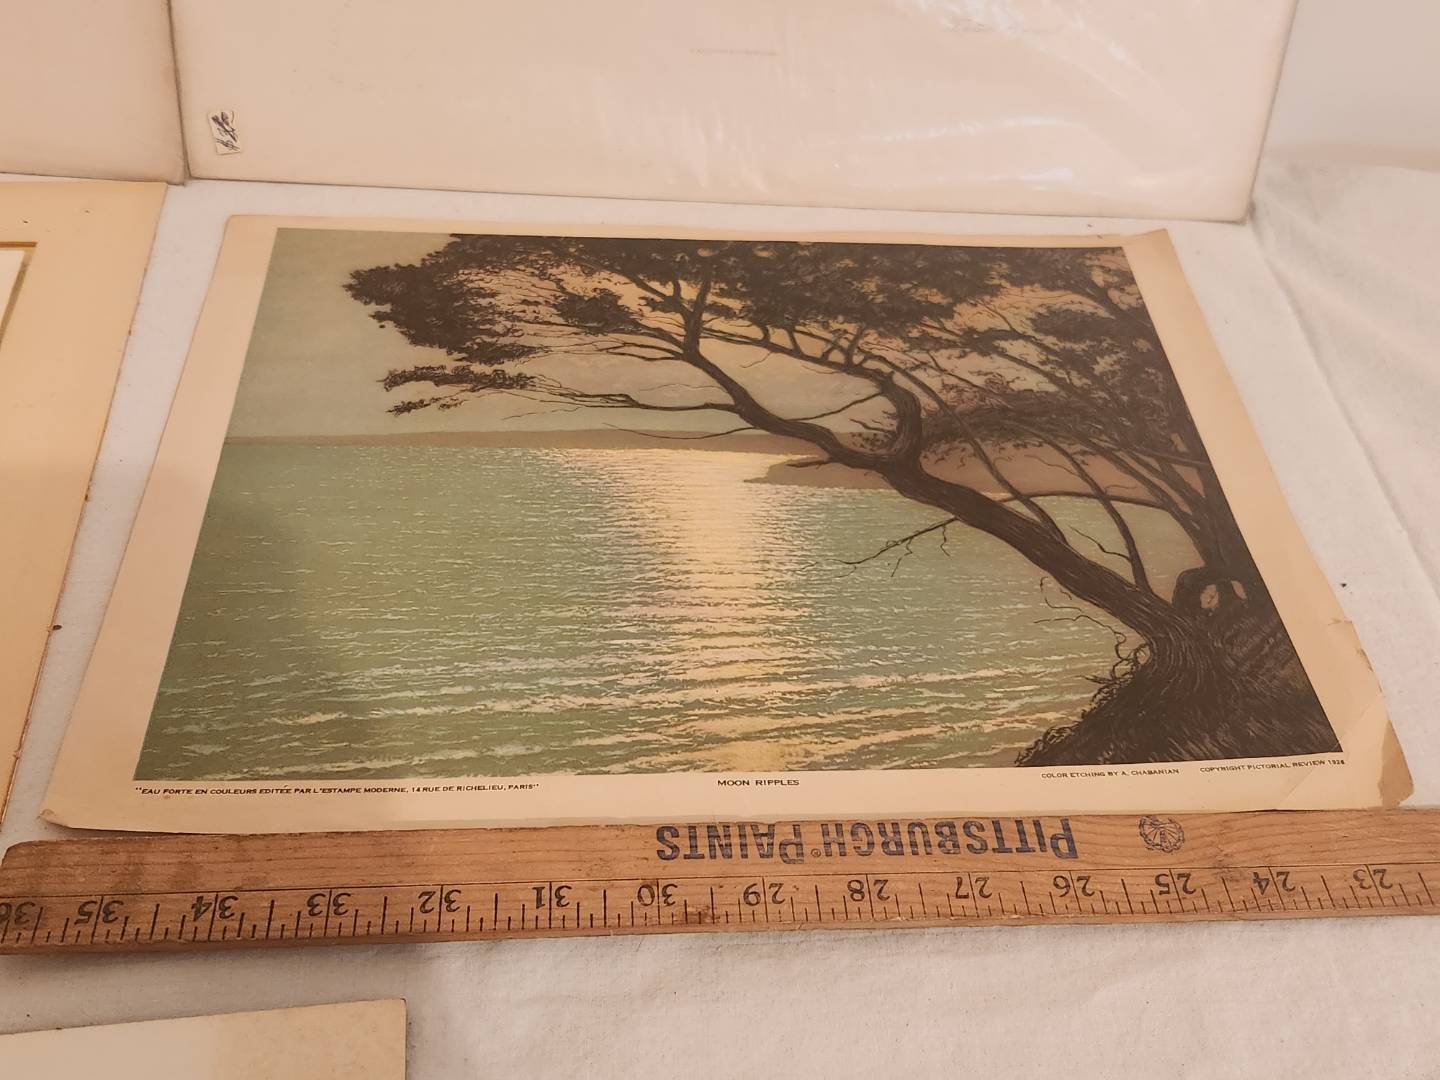 "EAU FORTE EN COULEURS EDITÉE PAR L'ESTAMPE MODERNE, 14 RUE DE RICHELIEU, PARIS"
MOON RIPPLES
COLOR ETCHING BY A. CHABANIAN
COPYRIGHT PICTORIAL REVIEW 1926
PITTSBURGH PAINTS®
23 24 25 26 27 28 29 30 31 32 33 34 35 36